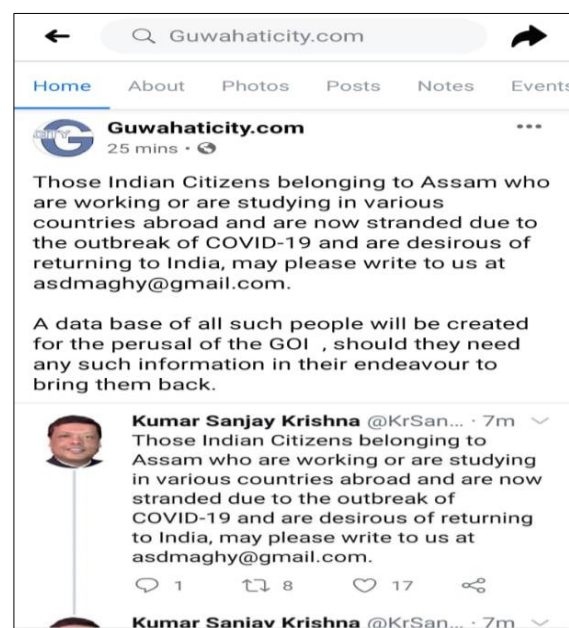 Guwahaticity.com
Home About Photos Posts Notes Events
CITY G
Guwahaticity.com
25 mins ·
Those Indian Citizens belonging to Assam who
are working or are studying in various
countries abroad and are now stranded due to
the outbreak of COVID-19 and are desirous of
returning to India, may please write to us at
asdmaghy@gmail.com.
A data base of all such people will be created
for the perusal of the GOI , should they need
any such information in their endeavour to
bring them back.
Kumar Sanjay Krishna @KrSan... · 7m
Those Indian Citizens belonging to
Assam who are working or are studying
in various countries abroad and are now
stranded due to the outbreak of
COVID-19 and are desirous of returning
to India, may please write to us at
asdmaghy@gmail.com.
1 8 17
Kumar Sanjay Krishna @KrSan... · 7m